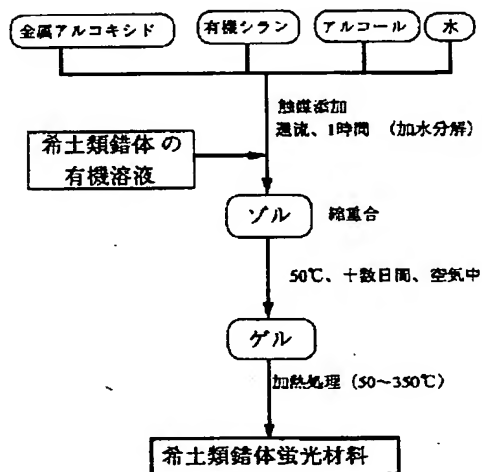 金属アルコキシド
有機シラン
アルコール
水
触媒添加
還流、1時間 （加水分解）
希土類錯体 の
有機溶液
ゾル
縮重合
50℃、十数日間、空気中
ゲル
加熱処理（50～350℃）
希土類錯体蛍光材料